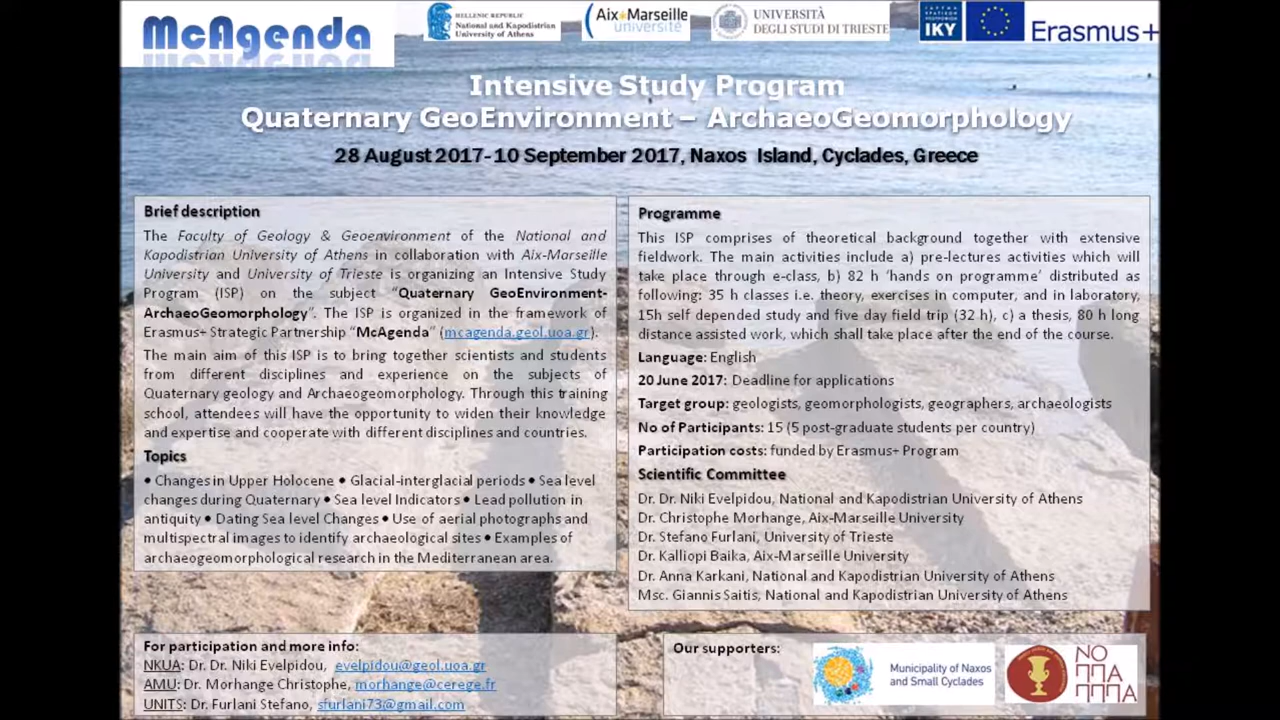 McAgenda
HELLENIC REPUBLIC
National and Kapodistrian
University of Athens
Aix*Marseille
université
UNIVERSITÀ
DEGLI STUDI DI TRIESTE
ΙΚΥ
Erasmus+
Intensive Study Program
Quaternary GeoEnvironment – ArchaeoGeomorphology
28 August 2017- 10 September 2017, Naxos Island, Cyclades, Greece
Brief description
The Faculty of Geology & Geoenvironment of the National and
Kapodistrian University of Athens in collaboration with Aix-Marseille
University and University of Trieste is organizing an Intensive Study
Program (ISP) on the subject “Quaternary GeoEnvironment-
ArchaeoGeomorphology”. The ISP is organized in the framework of
Erasmus+ Strategic Partnership “McAgenda” (mcagenda.geol.uoa.gr).
The main aim of this ISP is to bring together scientists and students
from different disciplines and experience on the subjects of
Quaternary geology and Archaeogeomorphology. Through this training
school, attendees will have the opportunity to widen their knowledge
and expertise and cooperate with different disciplines and countries.
Topics
• Changes in Upper Holocene • Glacial-interglacial periods • Sea level
changes during Quaternary • Sea level Indicators • Lead pollution in
antiquity • Dating Sea level Changes • Use of aerial photographs and
multispectral images to identify archaeological sites • Examples of
archaeogeomorphological research in the Mediterranean area.
Programme
This ISP comprises of theoretical background together with extensive
fieldwork. The main activities include a) pre-lectures activities which will
take place through e-class, b) 82 h ‘hands on programme’ distributed as
following: 35 h classes i.e. theory, exercises in computer, and in laboratory,
15h self depended study and five day field trip (32 h), c) a thesis, 80 h long
distance assisted work, which shall take place after the end of the course.
Language: English
20 June 2017: Deadline for applications
Target group: geologists, geomorphologists, geographers, archaeologists
No of Participants: 15 (5 post-graduate students per country)
Participation costs: funded by Erasmus+ Program
Scientific Committee
Dr. Dr. Niki Evelpidou, National and Kapodistrian University of Athens
Dr. Christophe Morhange, Aix-Marseille University
Dr. Stefano Furlani, University of Trieste
Dr. Kalliopi Baika, Aix-Marseille University
Dr. Anna Karkani, National and Kapodistrian University of Athens
Msc. Giannis Saitis, National and Kapodistrian University of Athens
For participation and more info:
NKUA: Dr. Dr. Niki Evelpidou, evelpidou@geol.uoa.gr
AMU: Dr. Morhange Christophe, morhange@cerege.fr
UNITS: Dr. Furlani Stefano, sfurlani73@gmail.com
Our supporters:
Municipality of Naxos
and Small Cyclades
ΝΟ
ΠΠΑ
ΠΠΠΑ